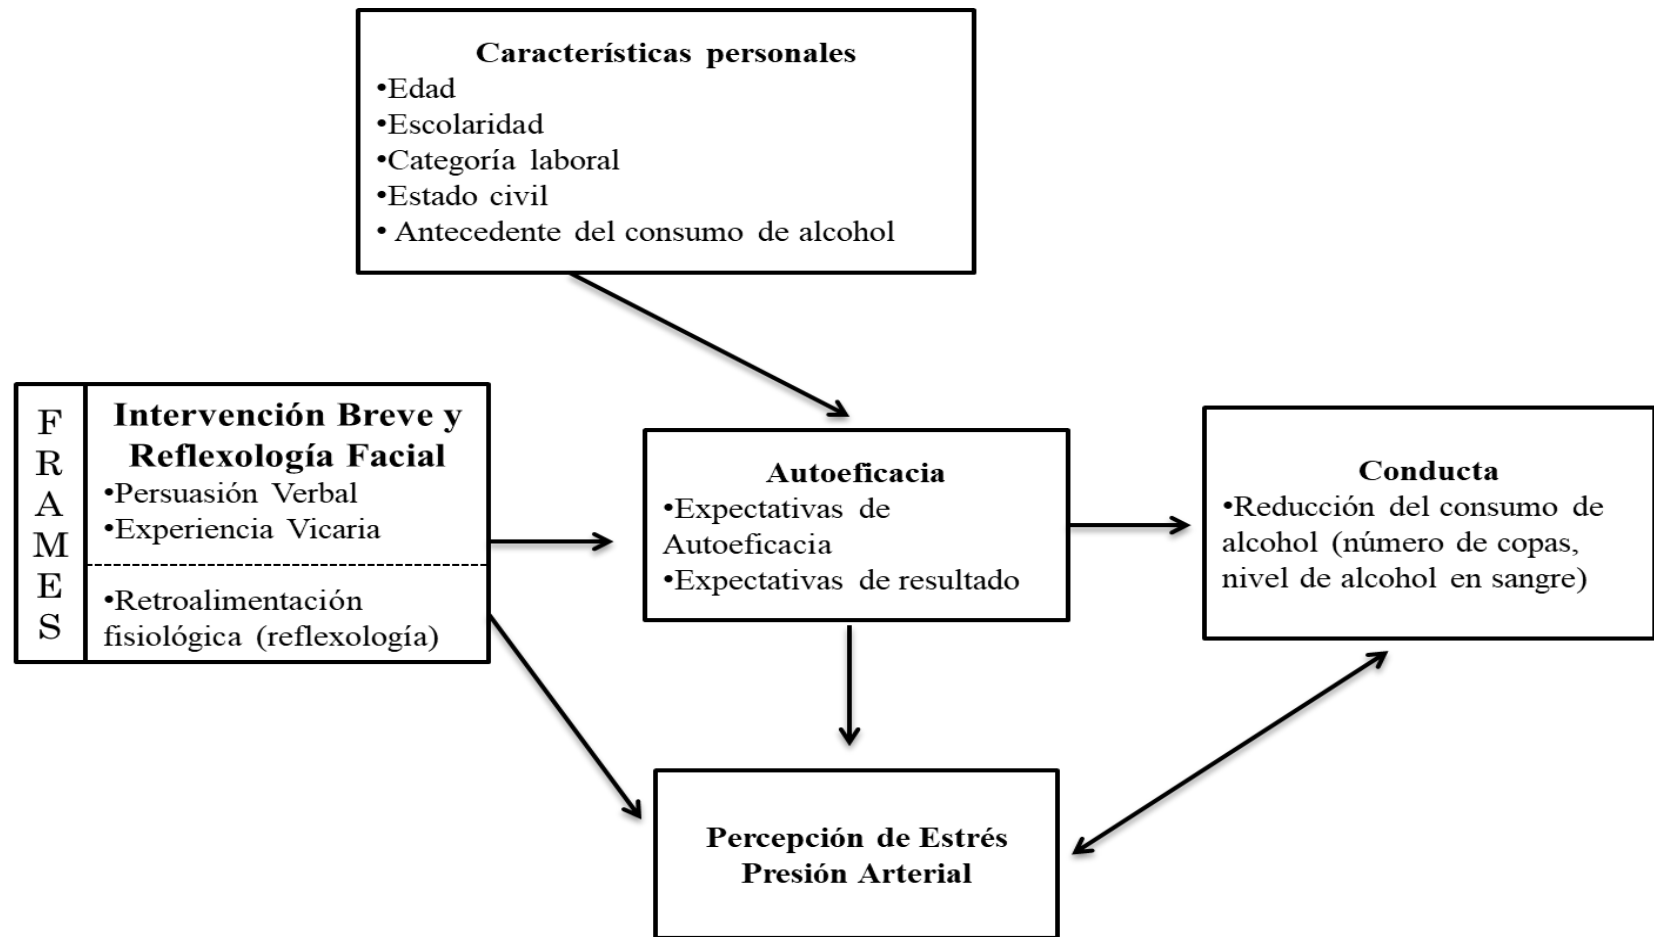 Características personales
•Edad
•Escolaridad
•Categoría laboral
•Estado civil
• Antecedente del consumo de alcohol
F
R
A
M
E
S
Intervención Breve y
Reflexología Facial
•Persuasión Verbal
•Experiencia Vicaria
•Retroalimentación
fisiológica (reflexología)
Autoeficacia
•Expectativas de
Autoeficacia
•Expectativas de resultado
Conducta
•Reducción del consumo de
alcohol (número de copas,
nivel de alcohol en sangre)
Percepción de Estrés
Presión Arterial